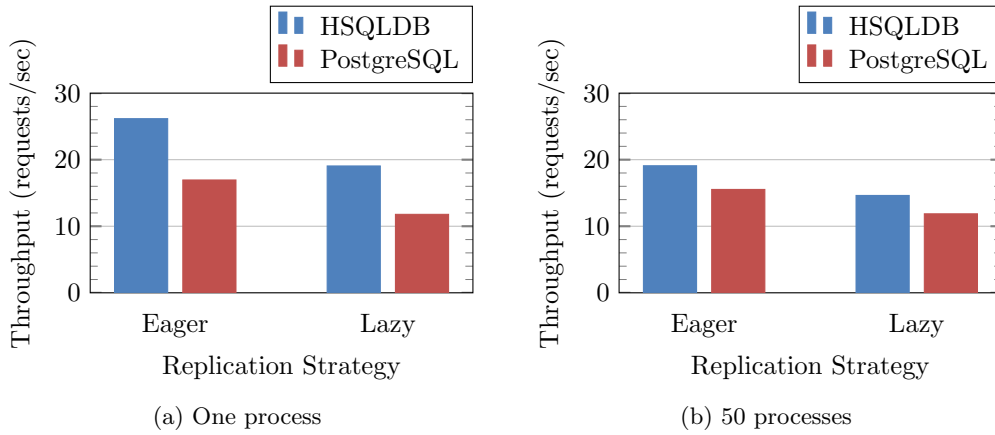 HSQLDB
PostgreSQL
Throughput (requests/sec)
30
20
10
0
Eager
Lazy
Replication Strategy
(a) One process
HSQLDB
PostgreSQL
Throughput (requests/sec)
30
20
10
0
Eager
Lazy
Replication Strategy
(b) 50 processes